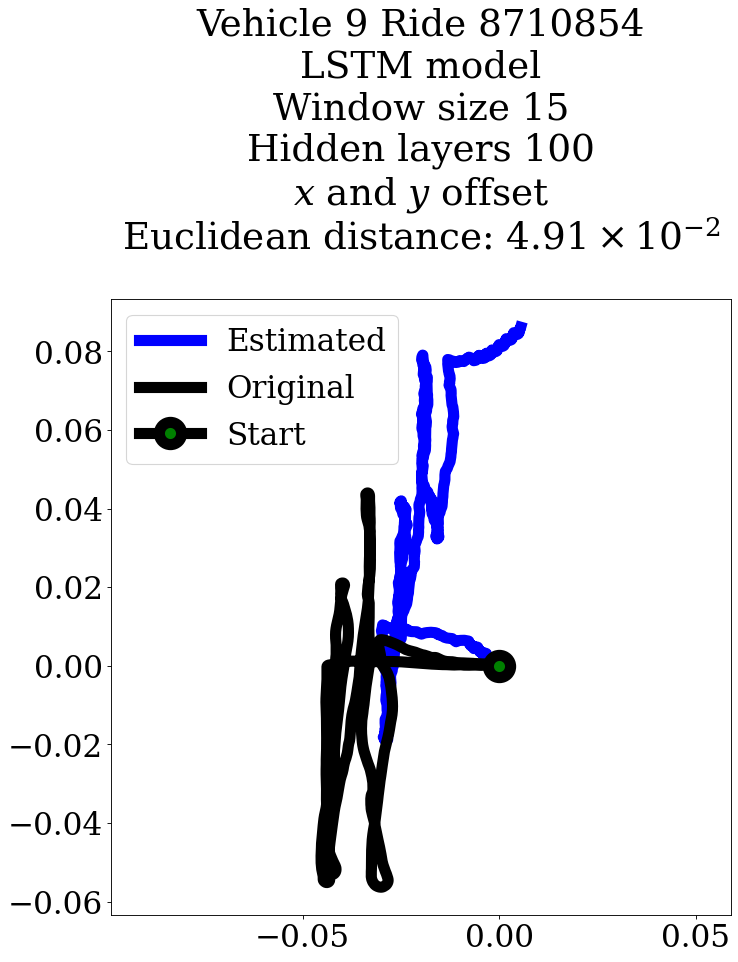 Vehicle 9 Ride 8710854
LSTM model
Window size 15
Hidden layers 100
x and y offset
Euclidean distance: 4.91 × 10⁻²
Estimated
Original
Start
0.08
0.06
0.04
0.02
0.00
−0.02
−0.04
−0.06
−0.05 0.00 0.05